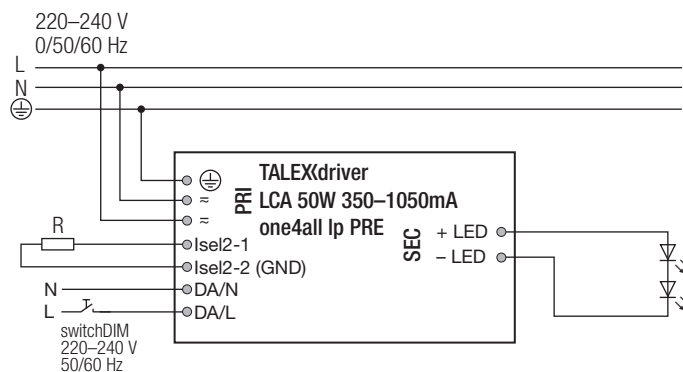 220–240 V
0/50/60 Hz
L
N
PRI
TALEXXdriver
LCA 50W 350–1050mA
one4all lp PRE
≂
≂
SEC
+ LED
– LED
R
Isel2-1
Isel2-2 (GND)
N
DA/N
L
DA/L
switchDIM
220–240 V
50/60 Hz